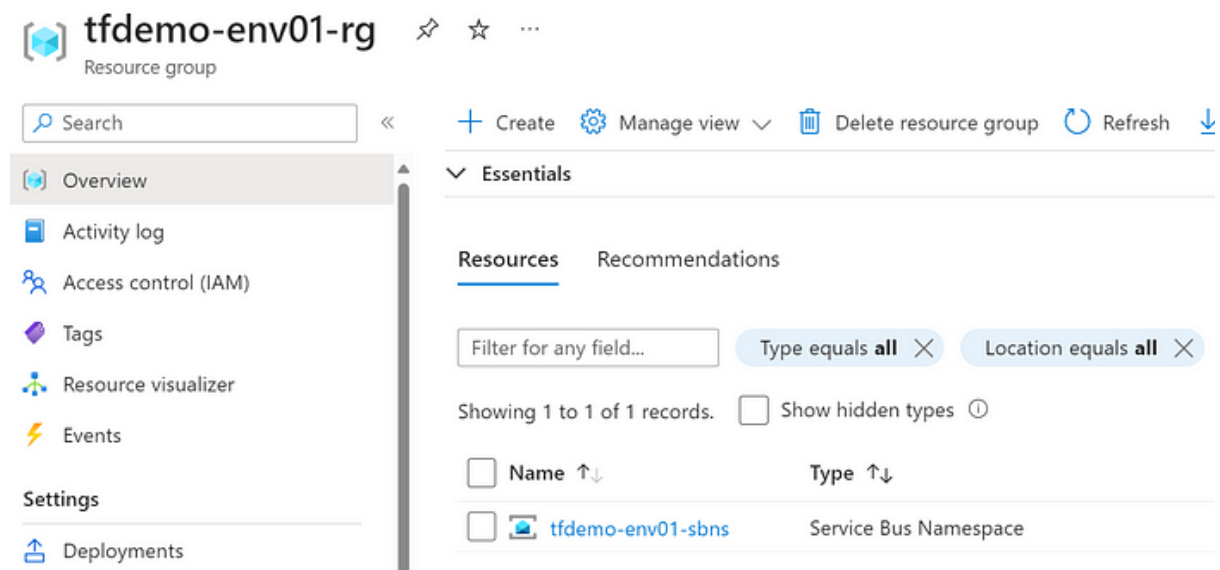 tfdemo-env01-rg
Resource group
Search
Create
Manage view
Delete resource group
Refresh
Overview
Activity log
Access control (IAM)
Tags
Resource visualizer
Events
Settings
Deployments
Essentials
Resources
Recommendations
Filter for any field...
Type equals all
Location equals all
Showing 1 to 1 of 1 records.
Show hidden types
Name
Type
tfdemo-env01-sbns
Service Bus Namespace